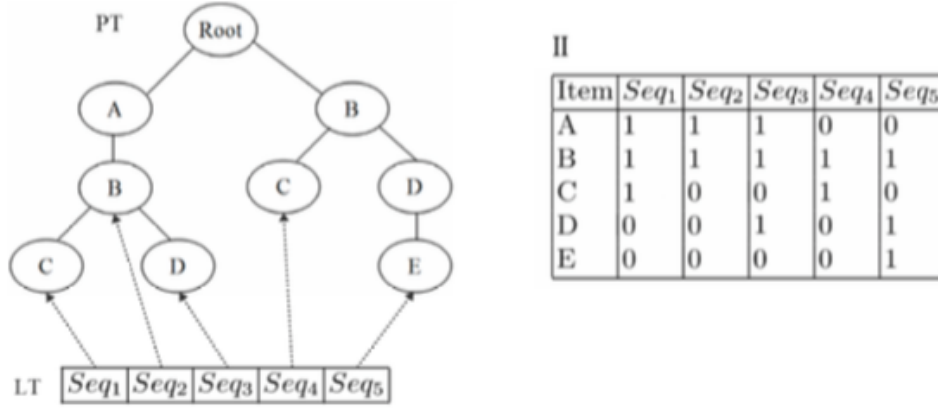 PT
Root
A
B
B
C
D
C
D
E
LT Seq₁ Seq₂ Seq₃ Seq₄ Seq₅
II
Item Seq₁ Seq₂ Seq₃ Seq₄ Seq₅
A 1 1 1 0 0
B 1 1 1 1 1
C 1 0 0 1 0
D 0 0 1 0 1
E 0 0 0 0 1